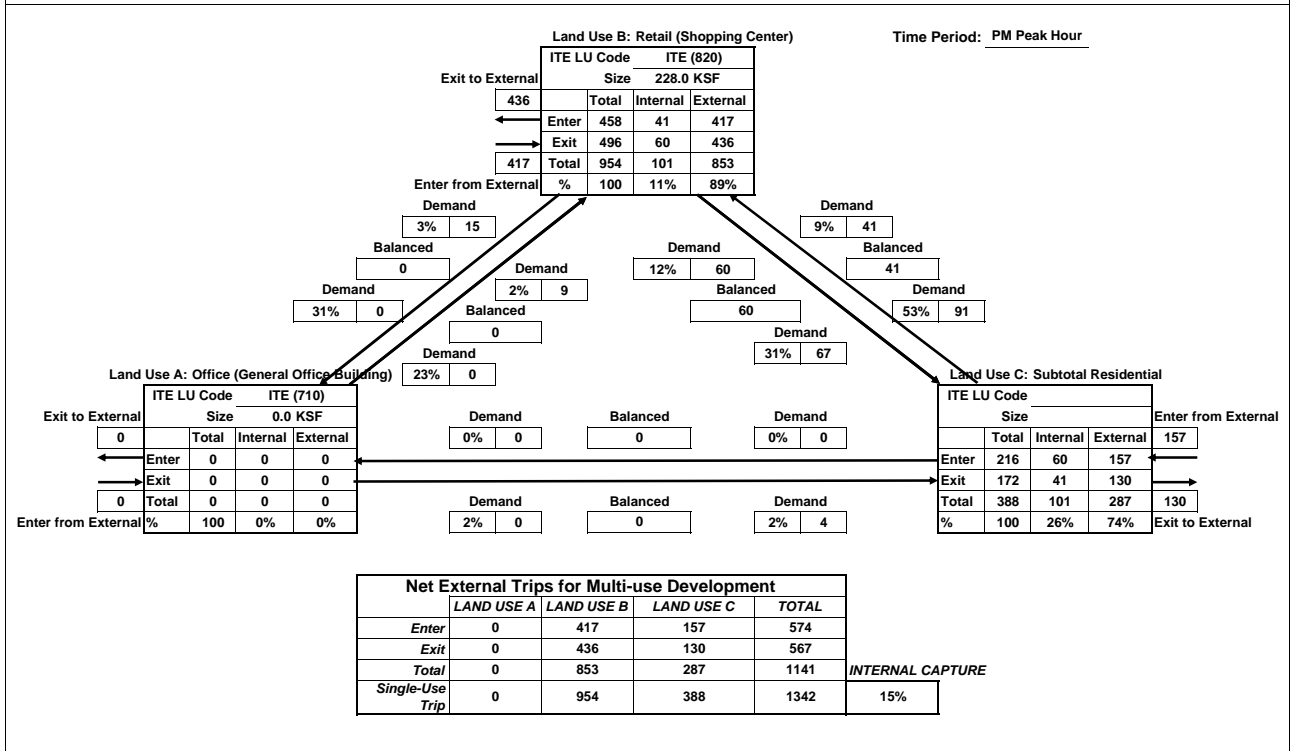 Land Use B: Retail (Shopping Center)
Time Period: PM Peak Hour
ITE LU Code ITE (820)
Exit to External Size 228.0 KSF
436 Total Internal External
Enter 458 41 417
Exit 496 60 436
417 Total 954 101 853
Enter from External % 100 11% 89%
Demand
3% 15
Balanced
0
Demand
31% 0
Demand
2% 9
Balanced
0
Demand
23% 0
Demand
12% 60
Balanced
60
Demand
31% 67
Demand
9% 41
Balanced
41
Demand
53% 91
Land Use A: Office (General Office Building)
ITE LU Code ITE (710)
Exit to External Size 0.0 KSF
0 Total Internal External
Enter 0 0 0
Exit 0 0 0
0 Total 0 0 0
Enter from External % 100 0% 0%
Demand Balanced Demand
0% 0 0 0% 0
Demand Balanced Demand
2% 0 0 2% 4
Land Use C: Subtotal Residential
ITE LU Code
Size Enter from External
Total Internal External 157
Enter 216 60 157
Exit 172 41 130
Total 388 101 287 130
% 100 26% 74% Exit to External
Net External Trips for Multi-use Development
LAND USE A LAND USE B LAND USE C TOTAL
Enter 0 417 157 574
Exit 0 436 130 567
Total 0 853 287 1141 INTERNAL CAPTURE
Single-Use
Trip 0 954 388 1342 15%